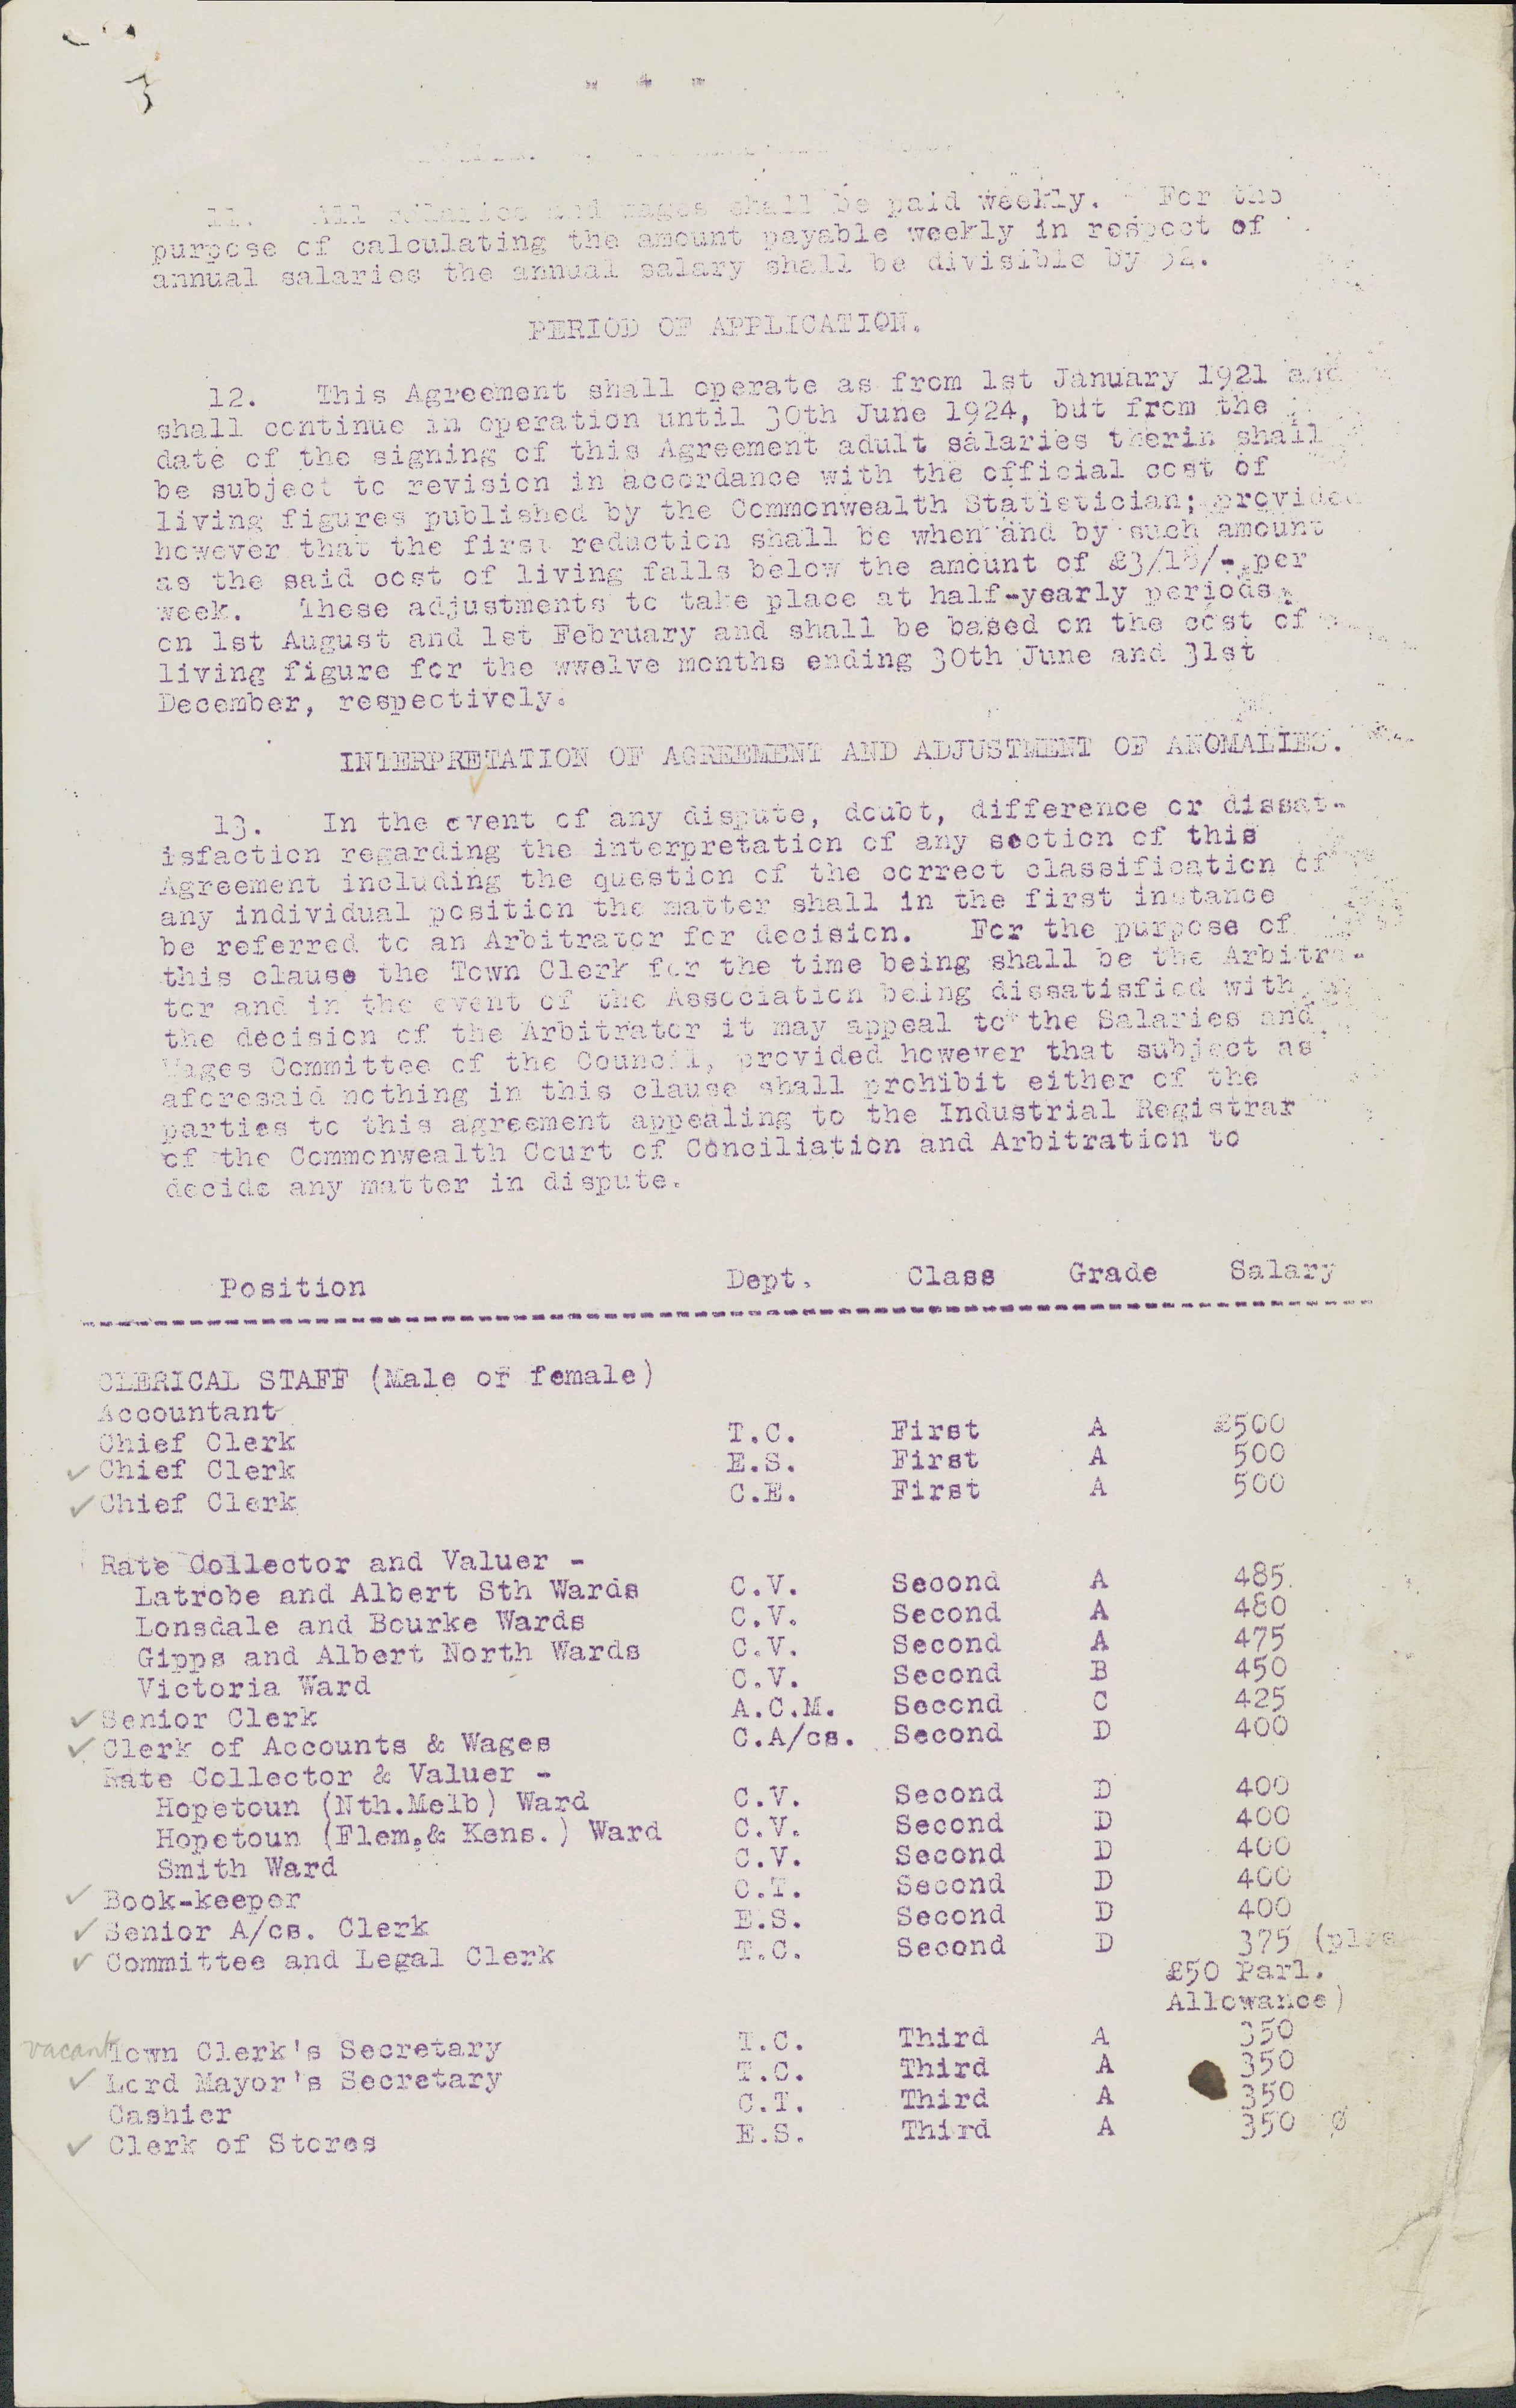 3
- 4 -
11. All salaries and wages shall be paid weekly. For the
purpose of calculating the amount payable weekly in respect of
annual salaries the annual salary shall be divisible by 52.
PERIOD OF APPLICATION.
12. This Agreement shall operate as from 1st January 1921 and
shall continue in operation until 30th June 1924, but from the
date of the signing of this Agreement adult salaries therin shall
be subject to revision in accordance with the official cost of
living figures published by the Commonwealth Statistician; provided
however that the first reduction shall be when and by such amount
as the said cost of living falls below the amount of £3/18/- per
week. These adjustments to take place at half-yearly periods
on 1st August and 1st February and shall be based on the cost of
living figure for the wwelve months ending 30th June and 31st
December, respectively.
INTERPRETATION OF AGREEMENT AND ADJUSTMENT OF ANOMALIES.
13. In the event of any dispute, doubt, difference or dissat-
isfaction regarding the interpretation of any section of this
Agreement including the question of the correct classification of
any individual position the matter shall in the first instance
be referred to an Arbitrator for decision. For the purpose of
this clause the Town Clerk for the time being shall be the Arbitra-
tor and in the event of the Association being dissatisfied with
the decision of the Arbitrator it may appeal to the Salaries and
Wages Committee of the Council, provided however that subject as
aforesaid nothing in this clause shall prohibit either of the
parties to this agreement appealing to the Industrial Registrar
of the Commonwealth Court of Conciliation and Arbitration to
decide any matter in dispute.
Position Dept. Class Grade Salary
CLERICAL STAFF (Male or female)
Accountant
Chief Clerk T.C. First A £500
✓ Chief Clerk E.S. First A 500
✓ Chief Clerk C.E. First A 500
Rate Collector and Valuer -
Latrobe and Albert Sth Wards C.V. Second A 485
Lonsdale and Bourke Wards C.V. Second A 480
Gipps and Albert North Wards C.V. Second A 475
Victoria Ward C.V. Second B 450
✓ Senior Clerk A.C.M. Second C 425
✓ Clerk of Accounts & Wages C.A/cs. Second D 400
Rate Collector & Valuer -
Hopetoun (Nth.Melb) Ward C.V. Second D 400
Hopetoun (Flem.& Kens.) Ward C.V. Second D 400
Smith Ward C.V. Second D 400
✓ Book-keeper C.T. Second D 400
✓ Senior A/cs. Clerk E.S. Second D 400
✓ Committee and Legal Clerk T.C. Second D 375 (plus
£50 Parl.
Allowance)
vacant Town Clerk's Secretary T.C. Third A 350
✓ Lord Mayor's Secretary T.C. Third A 350
Cashier C.T. Third A 350
✓ Clerk of Stores E.S. Third A 350 Ø